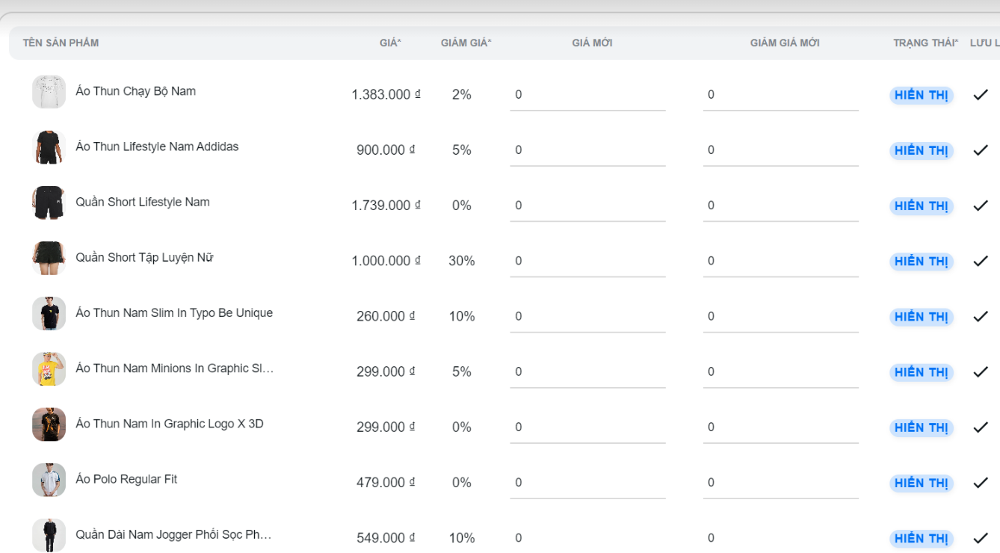 TÊN SẢN PHẨM GIÁ* GIẢM GIÁ* GIÁ MỚI GIẢM GIÁ MỚI TRẠNG THÁI* LƯU L
Áo Thun Chạy Bộ Nam 1.383.000 ₫ 2% 0 0 HIỂN THỊ
Áo Thun Lifestyle Nam Addidas 900.000 ₫ 5% 0 0 HIỂN THỊ
Quần Short Lifestyle Nam 1.739.000 ₫ 0% 0 0 HIỂN THỊ
Quần Short Tập Luyện Nữ 1.000.000 ₫ 30% 0 0 HIỂN THỊ
Áo Thun Nam Slim In Typo Be Unique 260.000 ₫ 10% 0 0 HIỂN THỊ
Áo Thun Nam Minions In Graphic Sl... 299.000 ₫ 5% 0 0 HIỂN THỊ
Áo Thun Nam In Graphic Logo X 3D 299.000 ₫ 0% 0 0 HIỂN THỊ
Áo Polo Regular Fit 479.000 ₫ 0% 0 0 HIỂN THỊ
Quần Dài Nam Jogger Phối Sọc Ph... 549.000 ₫ 10% 0 0 HIỂN THỊ